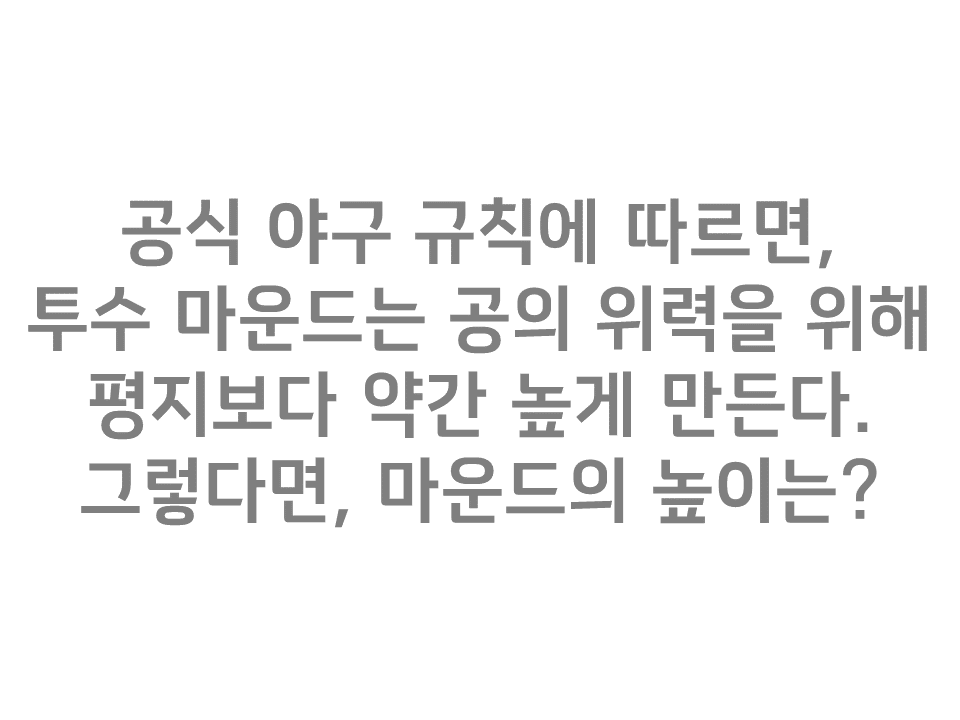 공식 야구 규칙에 따르면,
투수 마운드는 공의 위력을 위해
평지보다 약간 높게 만든다.
그렇다면, 마운드의 높이는?